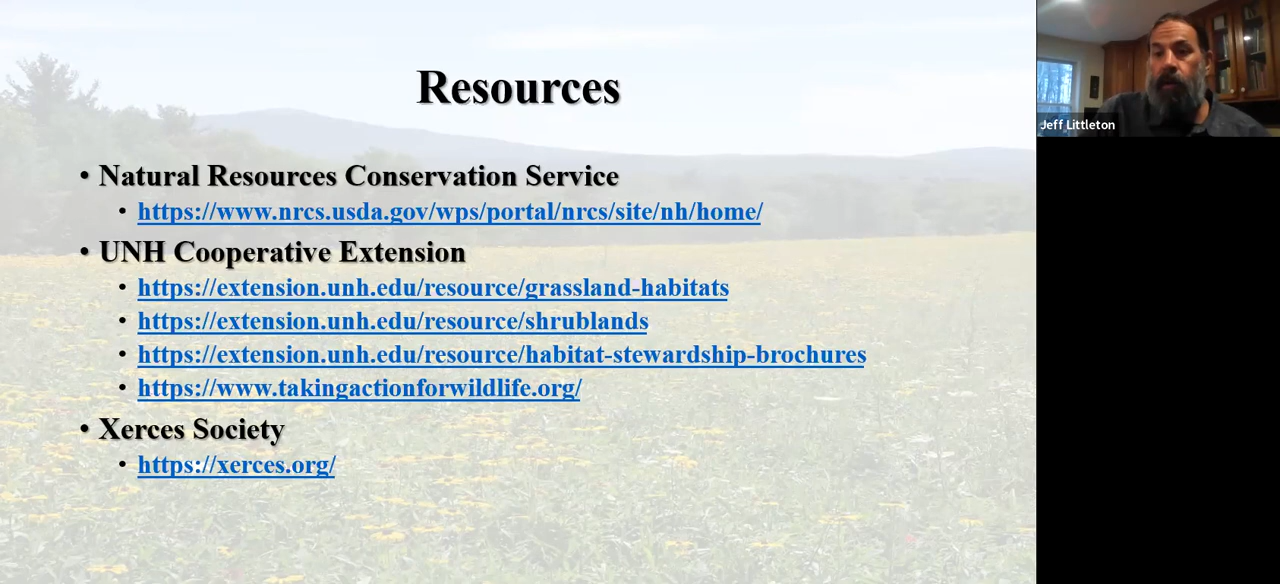 Resources
• Natural Resources Conservation Service
• https://www.nrcs.usda.gov/wps/portal/nrcs/site/nh/home/
• UNH Cooperative Extension
• https://extension.unh.edu/resource/grassland-habitats
• https://extension.unh.edu/resource/shrublands
• https://extension.unh.edu/resource/habitat-stewardship-brochures
• https://www.takingactionforwildlife.org/
• Xerces Society
• https://xerces.org/
Jeff Littleton